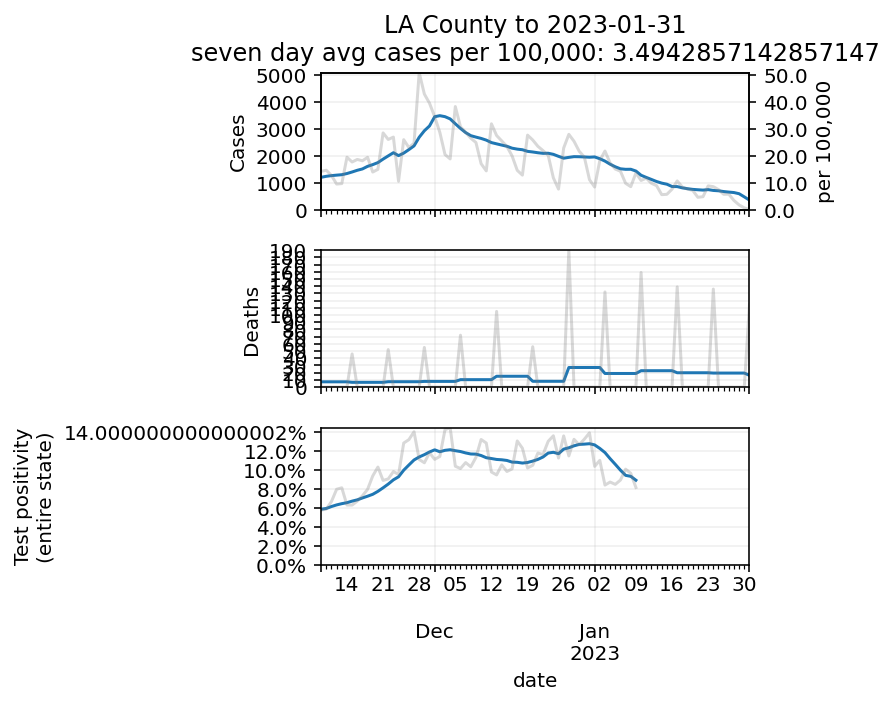 LA County to 2023-01-31
seven day avg cases per 100,000: 3.4942857142857147
5000 50.0
4000 40.0
3000 30.0
2000 20.0
1000 10.0
0 0.0
Cases
per 100,000
190
0
Deaths
14.000000000000002%
12.0%
10.0%
8.0%
6.0%
4.0%
2.0%
0.0%
Test positivity
(entire state)
14 21 28 05 12 19 26 02 09 16 23 30
Dec Jan
2023
date